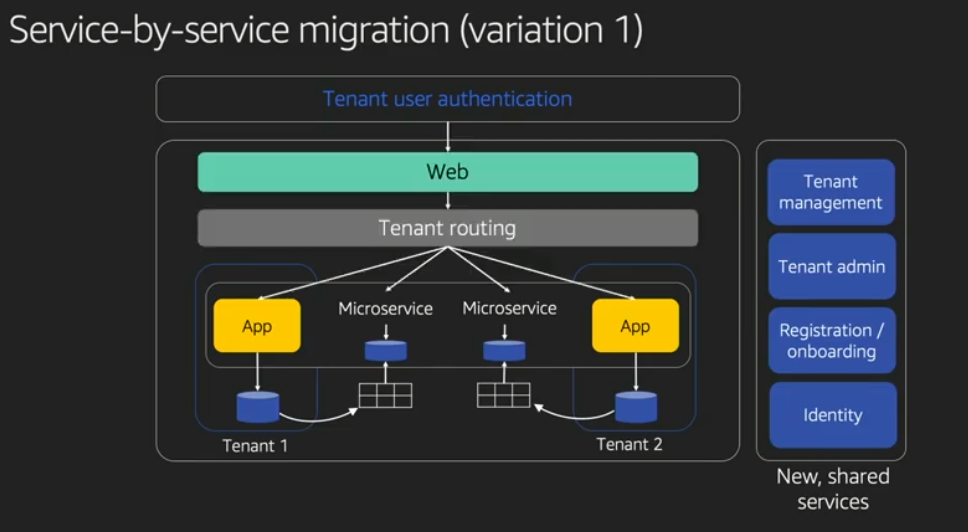 Service-by-service migration (variation 1)
Tenant user authentication
Web
Tenant routing
App
Microservice
Microservice
App
Tenant 1
Tenant 2
Tenant
management
Tenant admin
Registration /
onboarding
Identity
New, shared
services